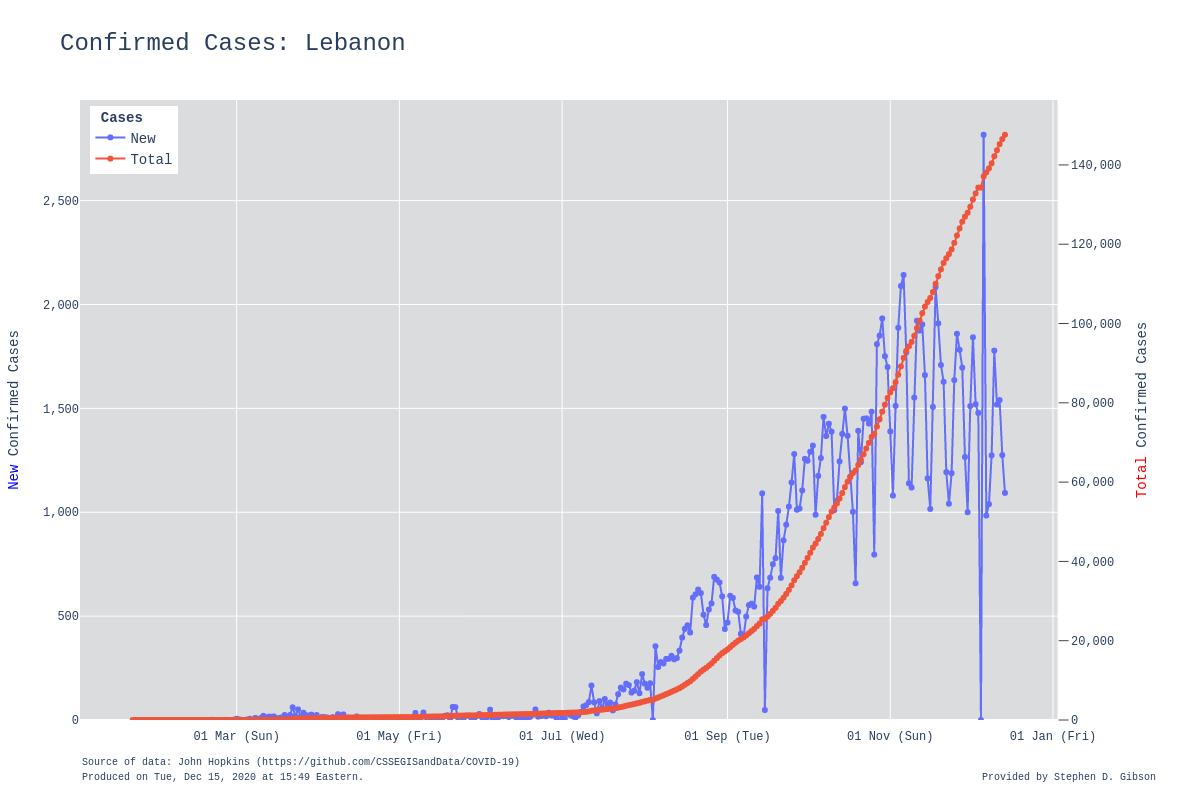 Confirmed Cases: Lebanon
Cases
New
Total
2,500
2,000
1,500
1,000
500
0
140,000
120,000
100,000
80,000
60,000
40,000
20,000
0
New Confirmed Cases
Total Confirmed Cases
01 Mar (Sun)
01 May (Fri)
01 Jul (Wed)
01 Sep (Tue)
01 Nov (Sun)
01 Jan (Fri)
Source of data: John Hopkins (https://github.com/CSSEGISandData/COVID-19)
Produced on Tue, Dec 15, 2020 at 15:49 Eastern.
Provided by Stephen D. Gibson